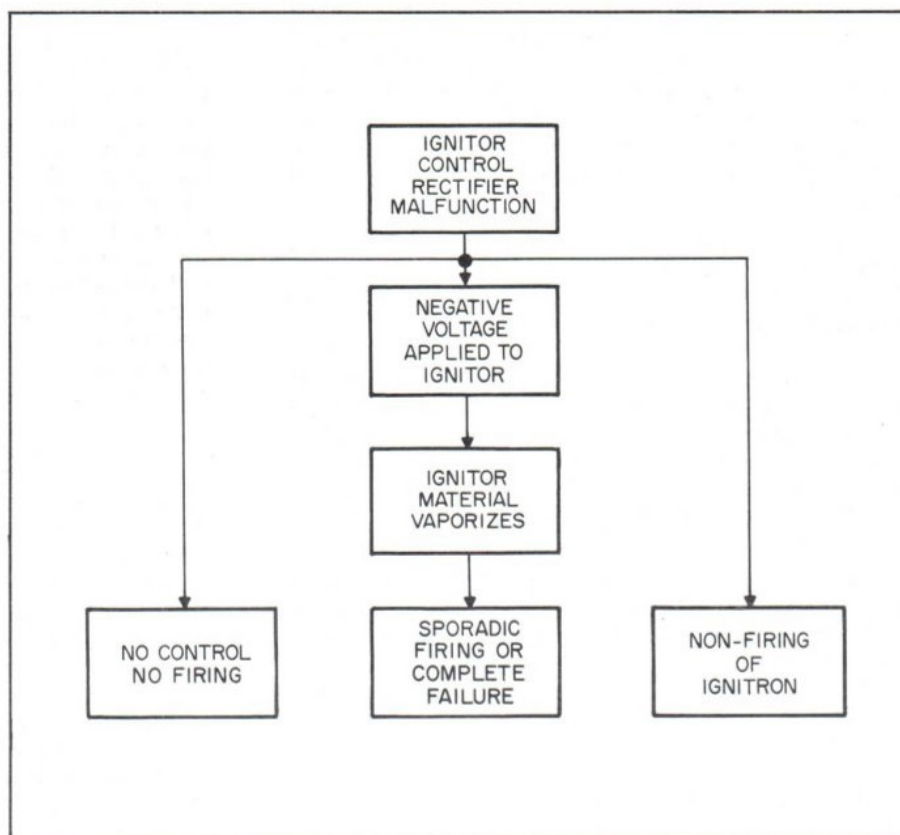 IGNITOR
CONTROL
RECTIFIER
MALFUNCTION
NEGATIVE
VOLTAGE
APPLIED TO
IGNITOR
IGNITOR
MATERIAL
VAPORIZES
NO CONTROL
NO FIRING
SPORADIC
FIRING OR
COMPLETE
FAILURE
NON-FIRING
OF
IGNITRON